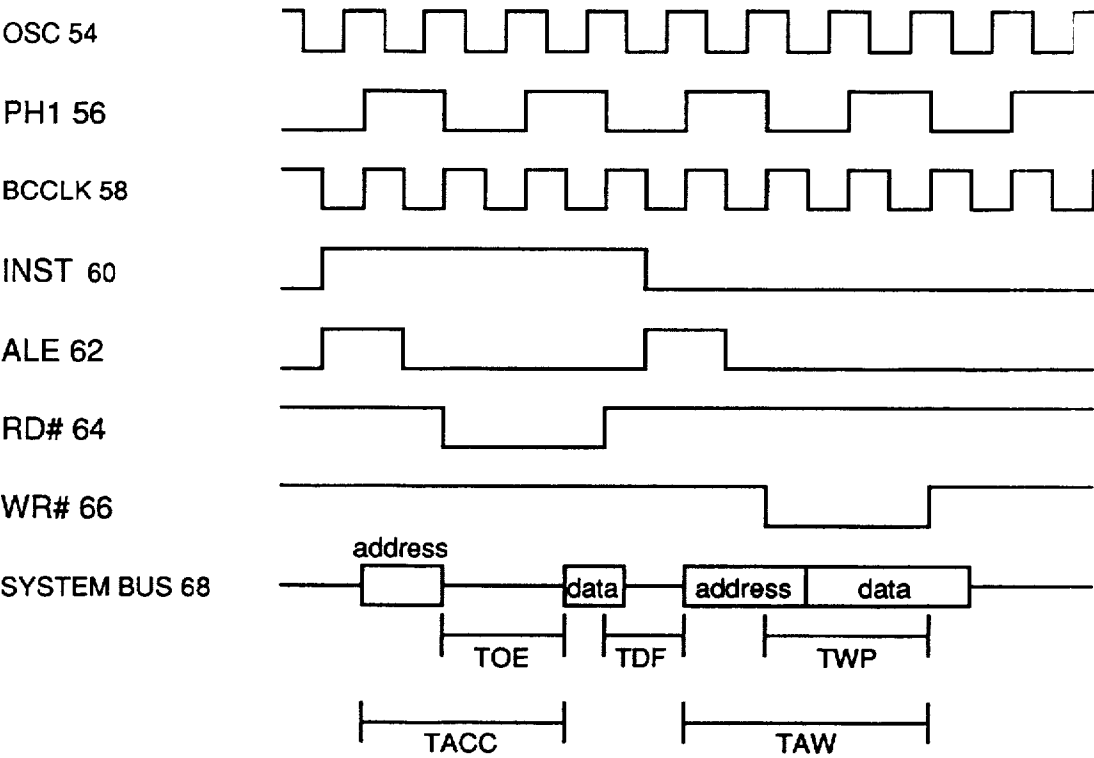 OSC 54
PH1 56
BCCLK 58
INST 60
ALE 62
RD# 64
WR# 66
address
SYSTEM BUS 68
data
address
data
TOE
TDF
TWP
TACC
TAW